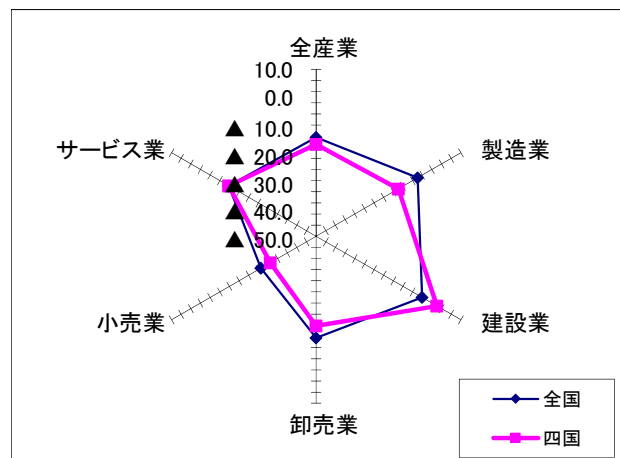 全産業
10.0
0.0
▲ 10.0
▲ 20.0
▲ 30.0
▲ 40.0
▲ 50.0
製造業
建設業
卸売業
小売業
サービス業
全国
四国